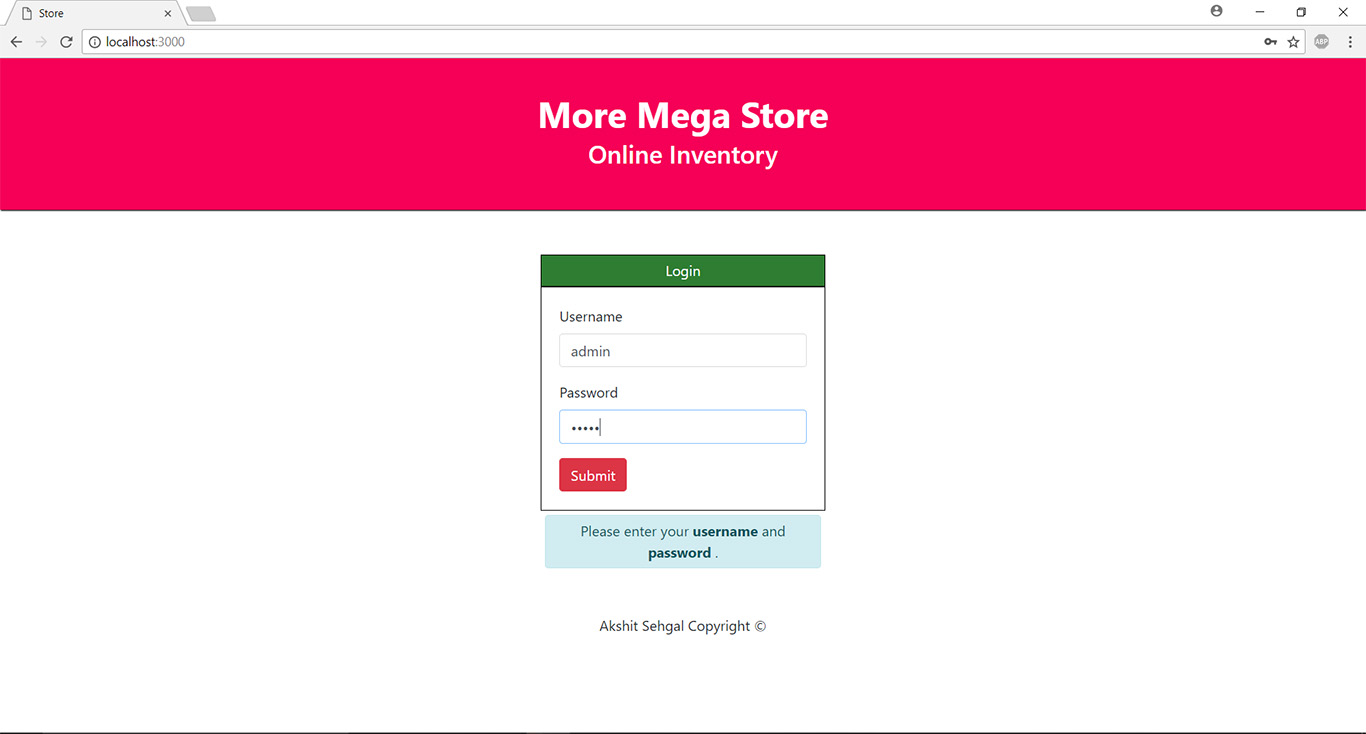 Store
localhost:3000
ABP
More Mega Store
Online Inventory
Login
Username
admin
Password
•••••
Submit
Please enter your username and
password .
Akshit Sehgal Copyright ©